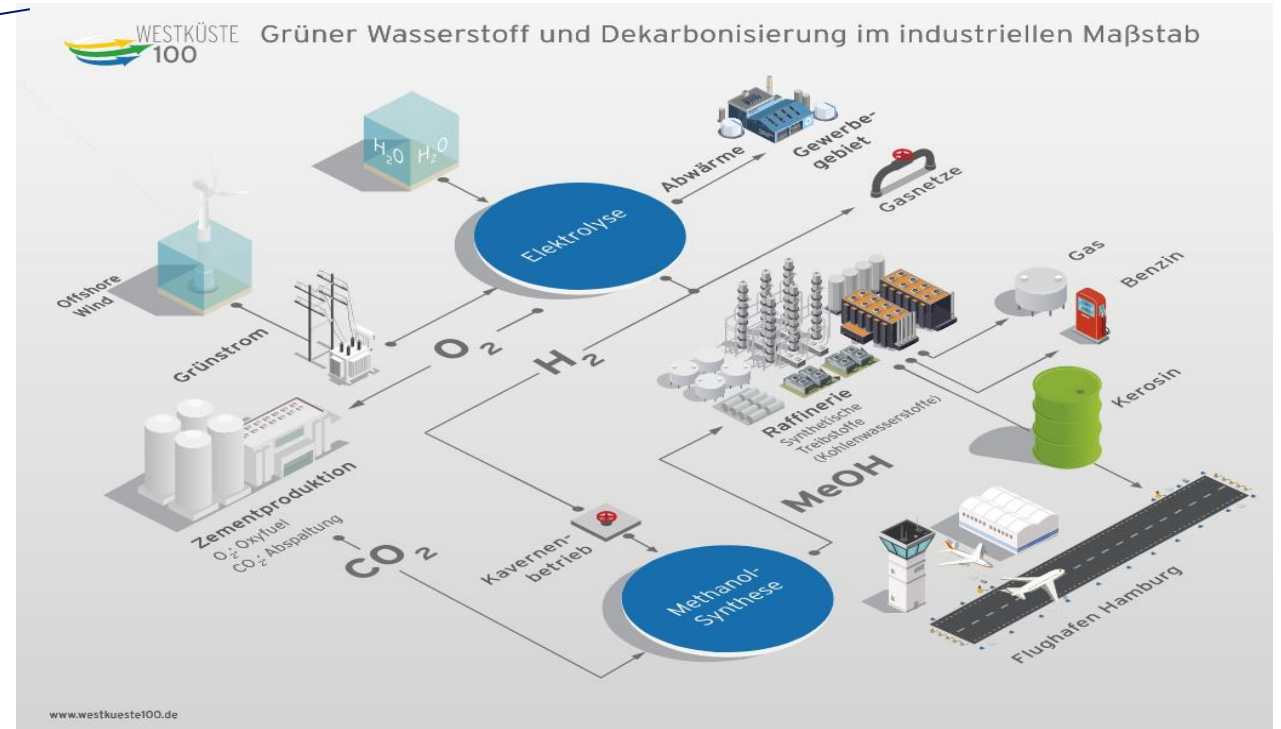 WESTKÜSTE
100
Grüner Wasserstoff und Dekarbonisierung im industriellen Maßstab
H₂O H₂O
Elektrolyse
Abwärme
Gewerbe-
gebiet
Gasnetze
Offshore
Wind
Grünstrom
O₂
H₂
Gas
Benzin
Kerosin
Raffinerie
Synthetische
Treibstoffe
(Kohlenwasserstoffe)
MeOH
Zementproduktion
O₂-Oxyfuel
CO₂-Abspaltung
CO₂
Kavernen-
betrieb
Methanol-
Synthese
Flughafen Hamburg
www.westkueste100.de